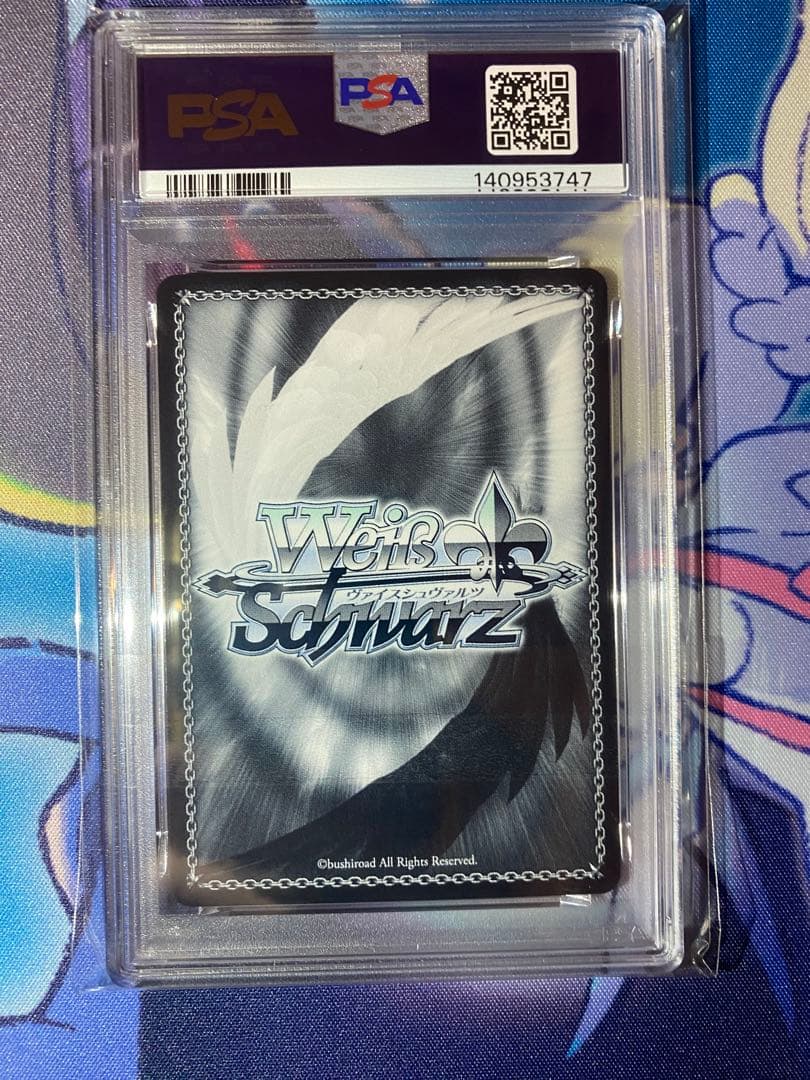 PSA
PSA
140953747
Weiß
ヴァイスシュヴァルツ
Schwarz
©bushiroad All Rights Reserved.